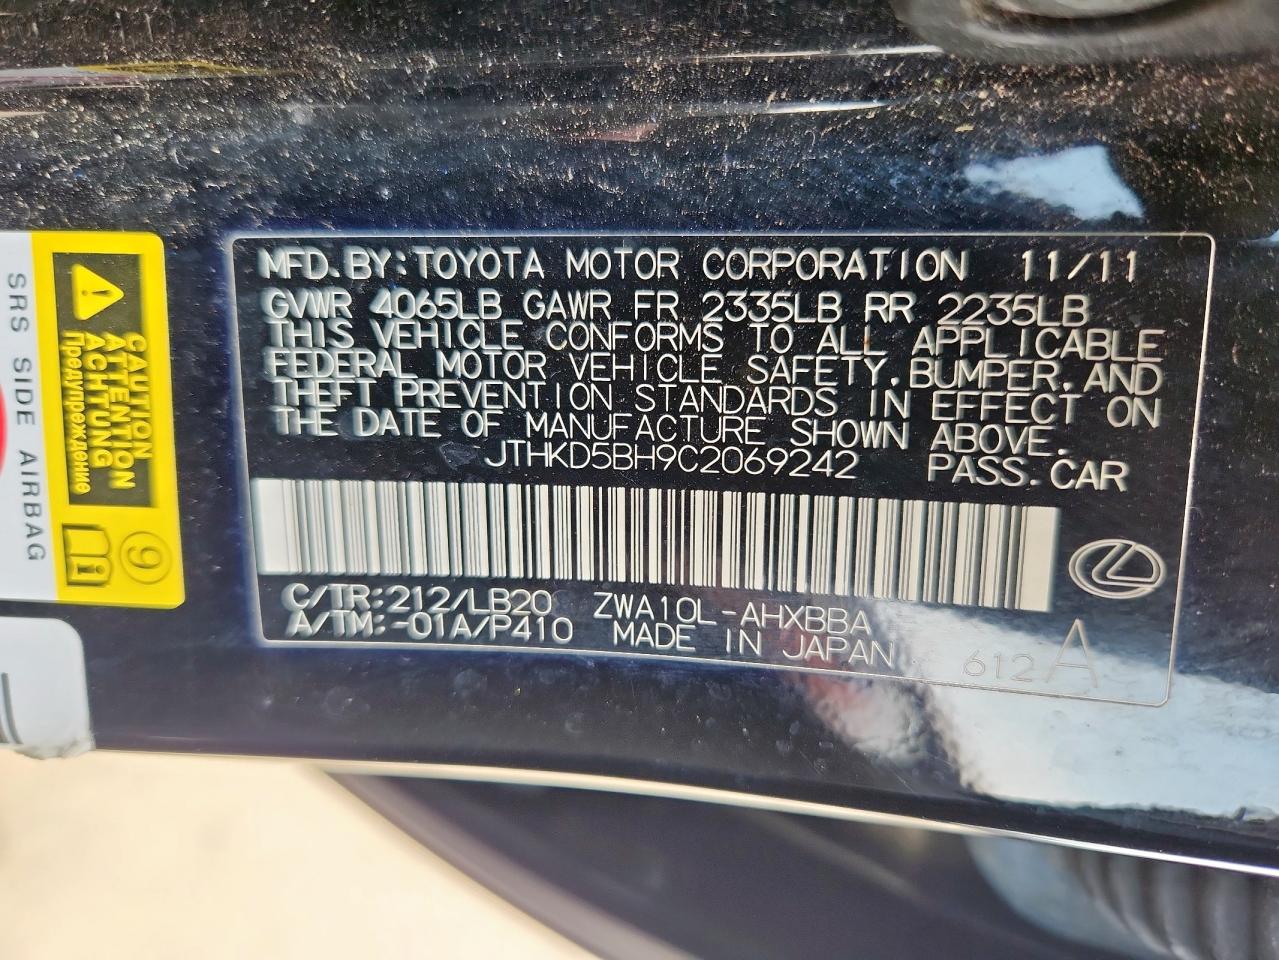 MFD.BY:TOYOTA MOTOR CORPORATION 11/11
GVWR 4065LB GAWR FR 2335LB RR 2235LB
THIS VEHICLE CONFORMS TO ALL APPLICABLE
FEDERAL MOTOR VEHICLE SAFETY,BUMPER,AND
THEFT PREVENTION STANDARDS IN EFFECT ON
THE DATE OF MANUFACTURE SHOWN ABOVE.
JTHKD5BH9C2069242 PASS.CAR
C/TR:212/LB20 ZWA10L-AHXBBA
A/TM:-01A/P410 MADE IN JAPAN
612A
CAUTION
ATTENTION
ACHTUNG
Предупреждение
9
SRS SIDE AIRBAG